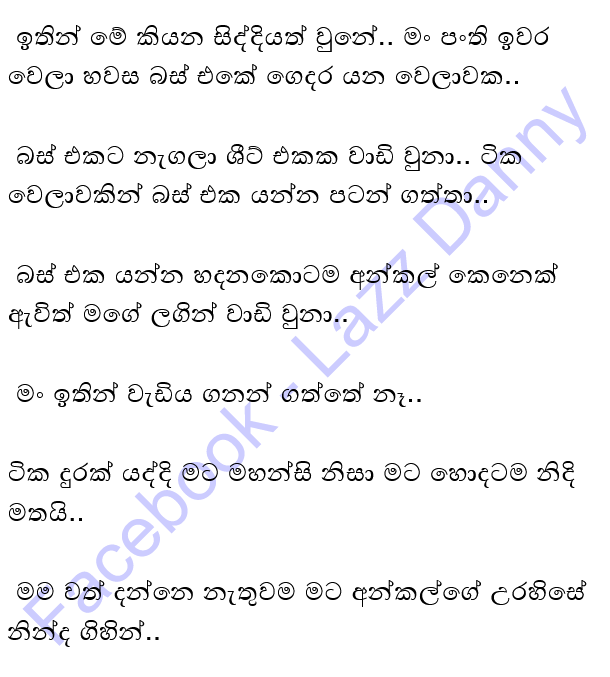 ඉතින් මේ කියන සිද්දියත් වුනේ.. මං පංති ඉවර
වෙලා හවස බස් එකේ ගෙදර යන වෙලාවක..
බස් එකට නැගලා ශීට් එකක වාඩි වුනා.. ටික
වෙලාවකින් බස් එක යන්න පටන් ගත්තා..
බස් එක යන්න හදනකොටම අන්කල් කෙනෙක්
ඇවිත් මගේ ලගින් වාඩි වුනා..
මං ඉතින් වැඩිය ගනන් ගත්තේ නෑ..
ටික දුරක් යද්දි මට මහන්සි නිසා මට හොදටම නිදි
මතයි..
මම වත් දන්නෙ නැතුවම මට අන්කල්ගේ උරහිසේ
නින්ද ගිහින්..
Facebook - Lazz Danny